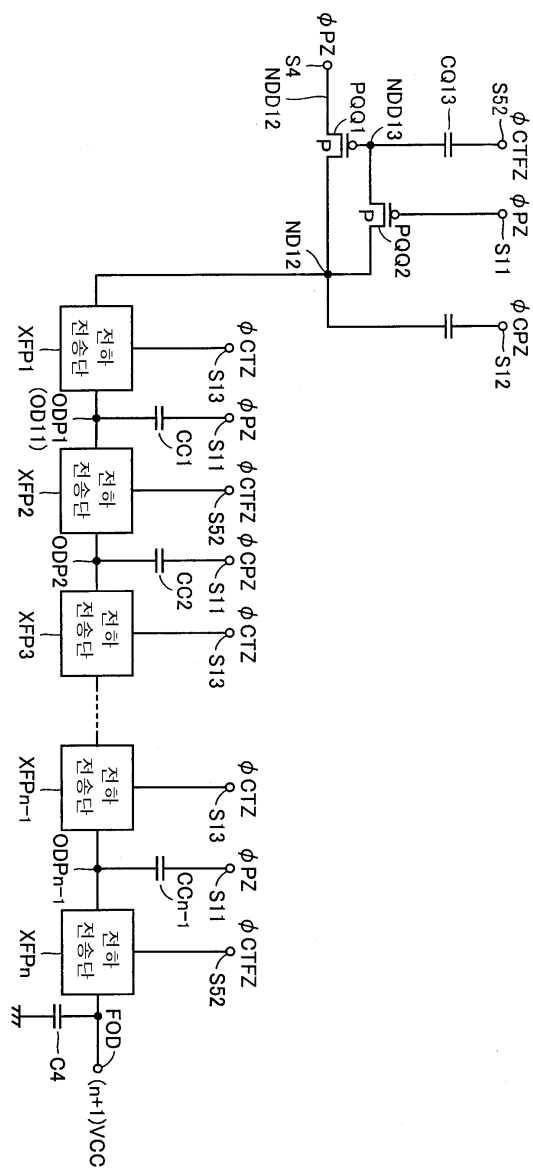 φCTFZ
S52
CQ13
NDD13
PQQ1
P
φPZ
S4
NDD12
φPZ
S11
PQQ2
P
ND12
φCPZ
S12
φCTZ
S13
전하
전송단
XFP1
φPZ
S11
CC1
ODP1
(OD11)
φCTFZ
S52
전하
전송단
XFP2
φCPZ
S11
CC2
ODP2
φCTZ
S13
전하
전송단
XFP3
φCTZ
S13
전하
전송단
XFPn-1
φPZ
S11
CCn-1
ODPn-1
φCTFZ
S52
전하
전송단
XFPn
FOD
C4
(n+1)VCC